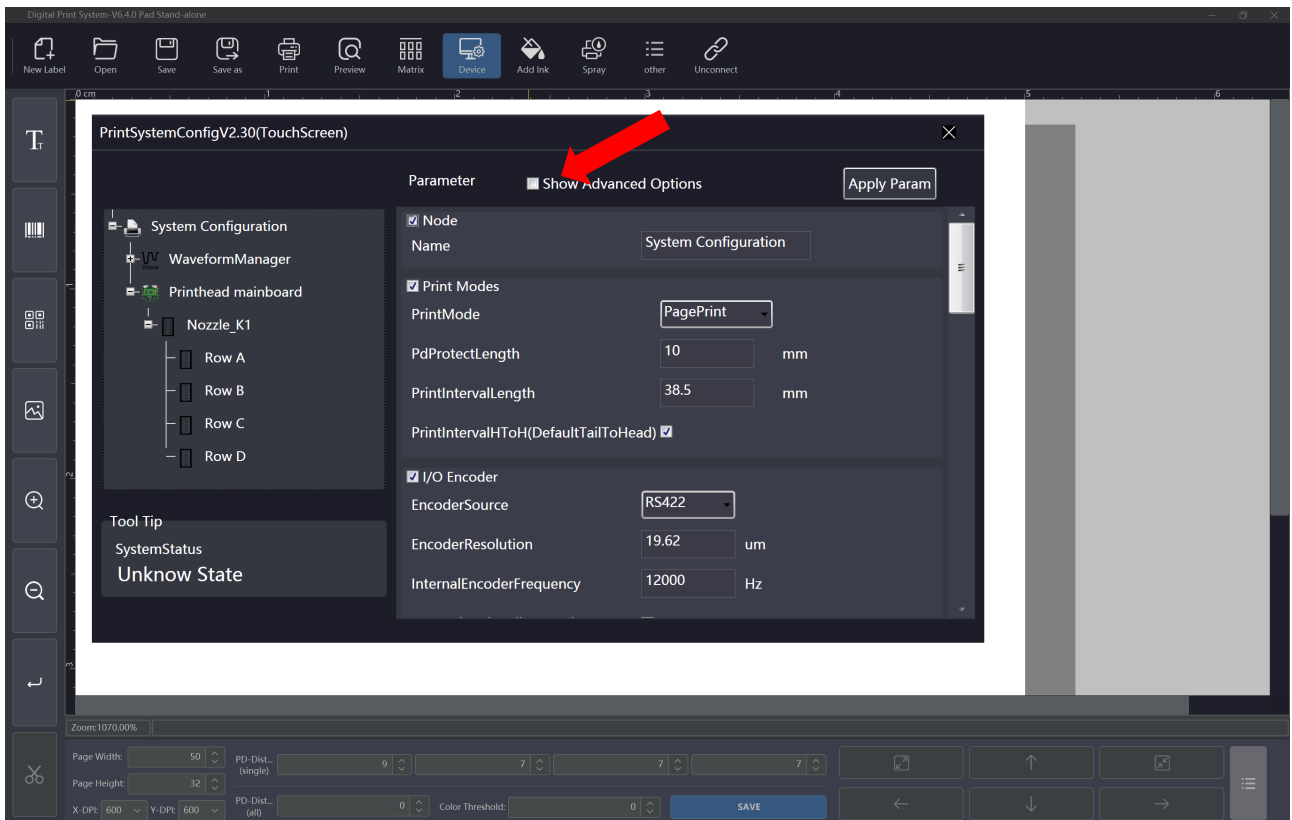 Digital Print System-V6.4.0 Pad Stand-alone
New Label Open Save Save as Print Preview Matrix Device Add Ink Spray other Unconnect
0 cm 1 2 3 4 5 6
PrintSystemConfigV2.30(TouchScreen)
Parameter Show Advanced Options Apply Param
System Configuration
WaveformManager
Printhead mainboard
Nozzle_K1
Row A
Row B
Row C
Row D
Tool Tip
SystemStatus
Unknow State
Node
Name System Configuration
Print Modes
PrintMode PagePrint
PdProtectLength 10 mm
PrintIntervalLength 38.5 mm
PrintIntervalHToH(DefaultTailToHead)
I/O Encoder
EncoderSource RS422
EncoderResolution 19.62 um
InternalEncoderFrequency 12000 Hz
1
2
3
Zoom:1070.00%
Page Width: 50
Page Height: 32
X-DPI: 600 Y-DPI: 600
PD-Dist... (single) 9 7 7 7
PD-Dist... (all) 0 Color Threshold: 0 SAVE